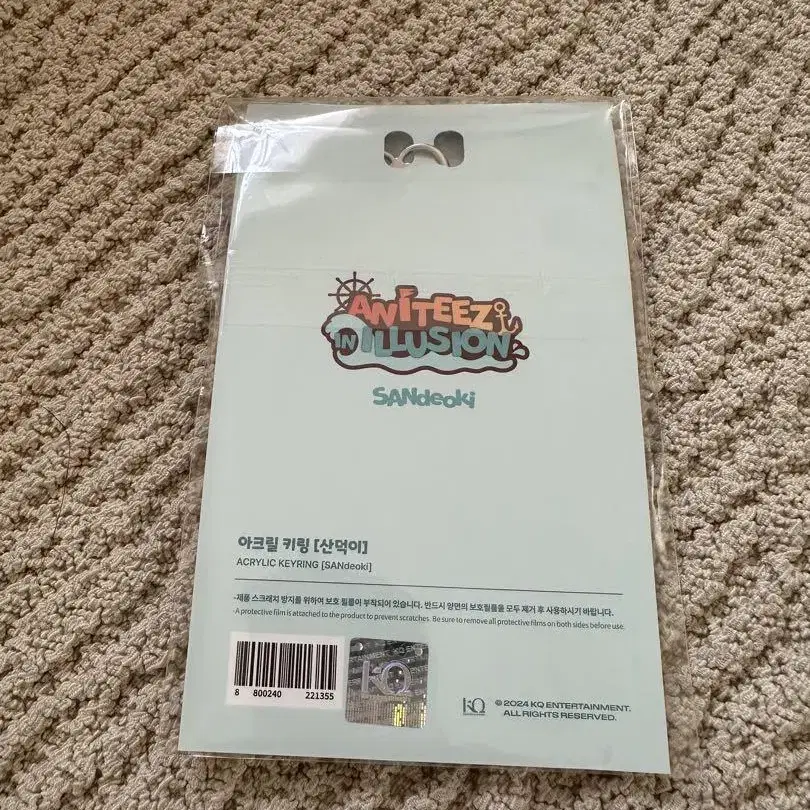 ANITEEZ
IN ILLUSION
SANdeoki
아크릴 키링 [산덕이]
ACRYLIC KEYRING [SANdeoki]
-제품 스크래치 방지를 위하여 보호 필름이 부착되어 있습니다. 반드시 양면의 보호필름을 모두 제거 후 사용하시기 바랍니다.
-A protective film is attached to the product to prevent scratches. Be sure to remove all protective films on both sides before use.
8 800240 221355
KQ
KQ
© 2024 KQ ENTERTAINMENT.
ALL RIGHTS RESERVED.